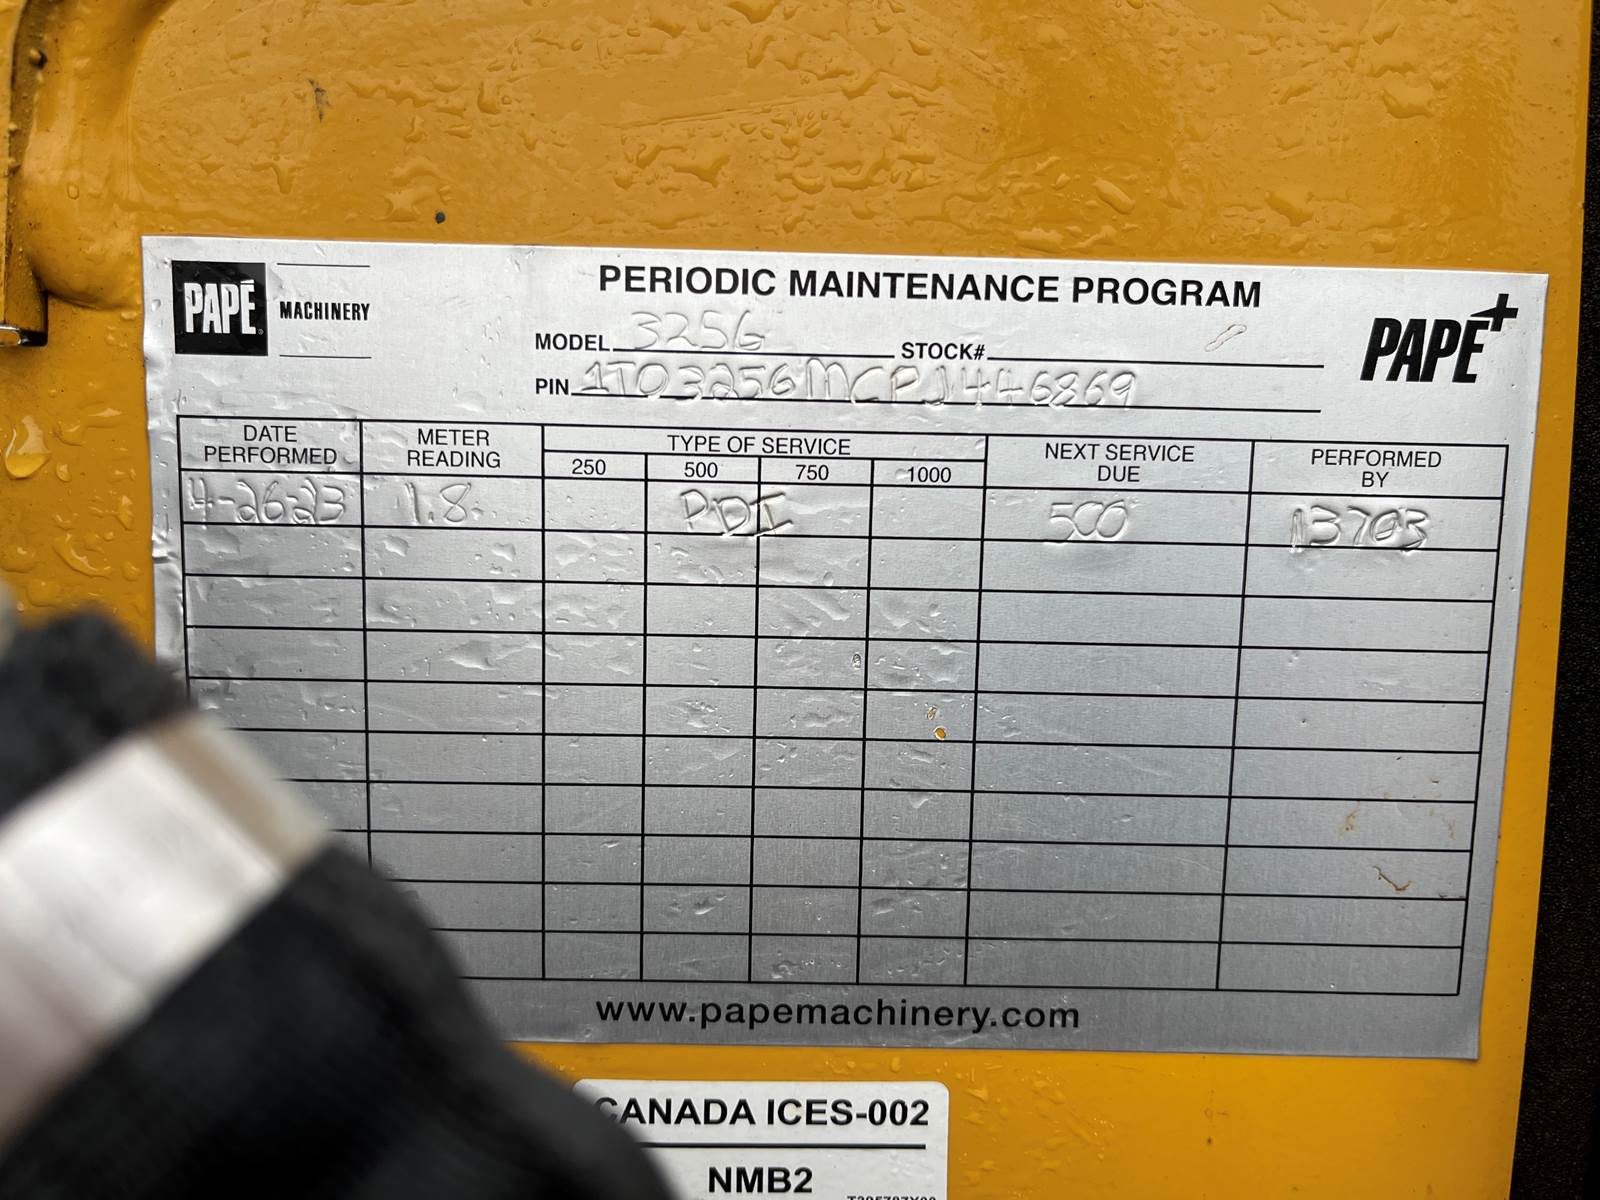 PAPÉ MACHINERY
PERIODIC MAINTENANCE PROGRAM
PAPÉ+
MODEL 325G
STOCK#
PIN 1T0325GMCPJ446869
DATE PERFORMED
METER READING
TYPE OF SERVICE
250 500 750 1000
NEXT SERVICE DUE
PERFORMED BY
4-26-23 1.8 PDI 500 13703
www.papemachinery.com
CANADA ICES-002
NMB2